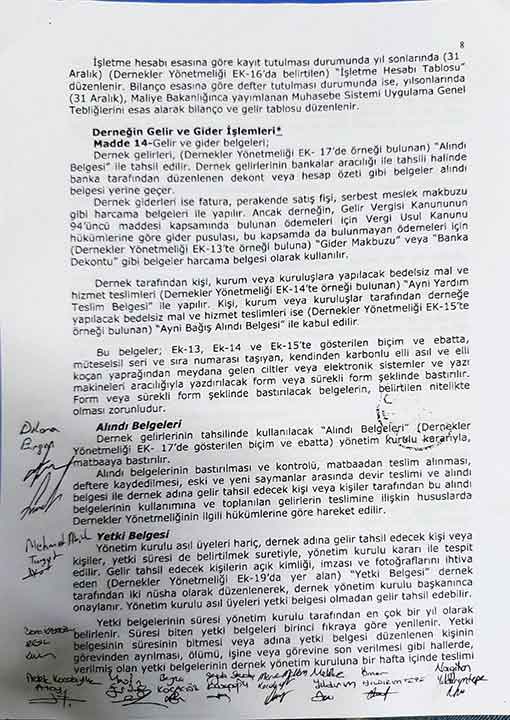 8
İşletme hesabı esasına göre kayıt tutulması durumunda yıl sonlarında (31
Aralık) (Dernekler Yönetmeliği EK-16'da belirtilen) "İşletme Hesabı Tablosu"
düzenlenir. Bilanço esasına göre defter tutulması durumunda ise, yılsonlarında
(31 Aralık), Maliye Bakanlığınca yayımlanan Muhasebe Sistemi Uygulama Genel
Tebliğlerini esas alarak bilanço ve gelir tablosu düzenlenir.
Derneğin Gelir ve Gider İşlemleri*
Madde 14-Gelir ve gider belgeleri;
Dernek gelirleri, (Dernekler Yönetmeliği EK- 17'de örneği bulunan) "Alındı
Belgesi" ile tahsil edilir. Dernek gelirlerinin bankalar aracılığı ile tahsili halinde
banka tarafından düzenlenen dekont veya hesap özeti gibi belgeler alındı
belgesi yerine geçer.
Dernek giderleri ise fatura, perakende satış fişi, serbest meslek makbuzu
gibi harcama belgeleri ile yapılır. Ancak derneğin, Gelir Vergisi Kanununun
94'üncü maddesi kapsamında bulunan ödemeleri için Vergi Usul Kanunu
hükümlerine göre gider pusulası, bu kapsamda da bulunmayan ödemeleri için
(Dernekler Yönetmeliği EK-13'te örneği buluna) "Gider Makbuzu" veya "Banka
Dekontu" gibi belgeler harcama belgesi olarak kullanılır.
Dernek tarafından kişi, kurum veya kuruluşlara yapılacak bedelsiz mal ve
hizmet teslimleri (Dernekler Yönetmeliği EK-14'te örneği bulunan) "Ayni Yardım
Teslim Belgesi" ile yapılır. Kişi, kurum veya kuruluşlar tarafından derneğe
yapılacak bedelsiz mal ve hizmet teslimleri ise (Dernekler Yönetmeliği EK-15'te
örneği bulunan) "Ayni Bağış Alındı Belgesi" ile kabul edilir.
Bu belgeler; Ek-13, Ek-14 ve Ek-15'te gösterilen biçim ve ebatta,
müteselsil seri ve sıra numarası taşıyan, kendinden karbonlu elli asıl ve elli
koçan yaprağından meydana gelen ciltler veya elektronik sistemler ve yazı
makineleri aracılığıyla yazdırılacak form veya sürekli form şeklinde bastırılır.
Form veya sürekli form şeklinde bastırılacak belgelerin, belirtilen nitelikte
olması zorunludur.
Alındı Belgeleri
Dernek gelirlerinin tahsilinde kullanılacak "Alındı Belgeleri" (Dernekler
Yönetmeliği EK- 17'de gösterilen biçim ve ebatta) yönetim kurulu kararıyla,
matbaaya bastırılır.
Alındı belgelerinin bastırılması ve kontrolü, matbaadan teslim alınması,
deftere kaydedilmesi, eski ve yeni saymanlar arasında devir teslimi ve alındı
belgesi ile dernek adına gelir tahsil edecek kişi veya kişiler tarafından bu alındı
belgelerinin kullanımına ve toplanılan gelirlerin teslimine ilişkin hususlarda
Dernekler Yönetmeliğinin ilgili hükümlerine göre hareket edilir.
Yetki Belgesi
Yönetim kurulu asıl üyeleri hariç, dernek adına gelir tahsil edecek kişi veya
kişiler, yetki süresi de belirtilmek suretiyle, yönetim kurulu kararı ile tespit
edilir. Gelir tahsil edecek kişilerin açık kimliği, imzası ve fotoğraflarını ihtiva
eden (Dernekler Yönetmeliği Ek-19'da yer alan) "Yetki Belgesi" dernek
tarafından iki nüsha olarak düzenlenerek, dernek yönetim kurulu başkanınca
onaylanır. Yönetim kurulu asıl üyeleri yetki belgesi olmadan gelir tahsil edebilir.
Yetki belgelerinin süresi yönetim kurulu tarafından en çok bir yıl olarak
belirlenir. Süresi biten yetki belgeleri birinci fıkraya göre yenilenir. Yetki
belgesinin süresinin bitmesi veya adına yetki belgesi düzenlenen kişinin
görevinden ayrılması, ölümü, işine veya görevine son verilmesi gibi hallerde,
verilmiş olan yetki belgelerinin dernek yönetim kuruluna bir hafta içinde teslimi